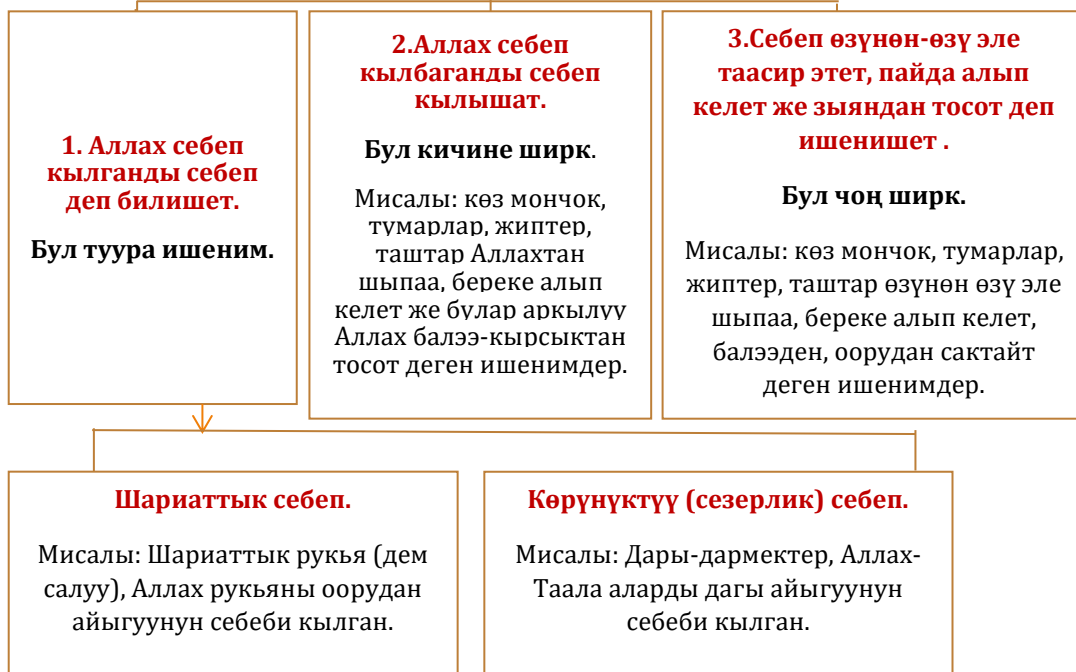 1. Аллах себеп
кылганды себеп
деп билишет.
Бул туура ишеним.
2.Аллах себеп
кылбаганды себеп
кылышат.
Бул кичине ширк.
Мисалы: көз мончок,
тумарлар, жиптер,
таштар Аллахтан
шыпаа, береке алып
келет же булар аркылуу
Аллах балээ-кырсыктан
тосот деген ишенимдер.
3.Себеп өзүнөн-өзү эле
таасир этет, пайда алып
келет же зыяндан тосот деп
ишенишет .
Бул чоң ширк.
Мисалы: көз мончок, тумарлар,
жиптер, таштар өзүнөн өзү эле
шыпаа, береке алып келет,
балээден, оорудан сактайт
деген ишенимдер.
Шариаттык себеп.
Мисалы: Шариаттык рукья (дем
салуу), Аллах рукьяны оорудан
айыгуунун себеби кылган.
Көрүнүктүү (сезерлик) себеп.
Мисалы: Дары-дармектер, Аллах-
Таала аларды дагы айыгуунун
себеби кылган.